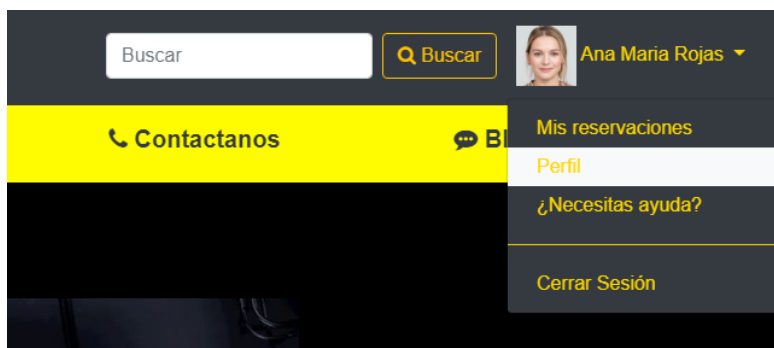 Buscar
Buscar
Ana Maria Rojas
Contactanos
Mis reservaciones
Perfil
¿Necesitas ayuda?
Cerrar Sesión